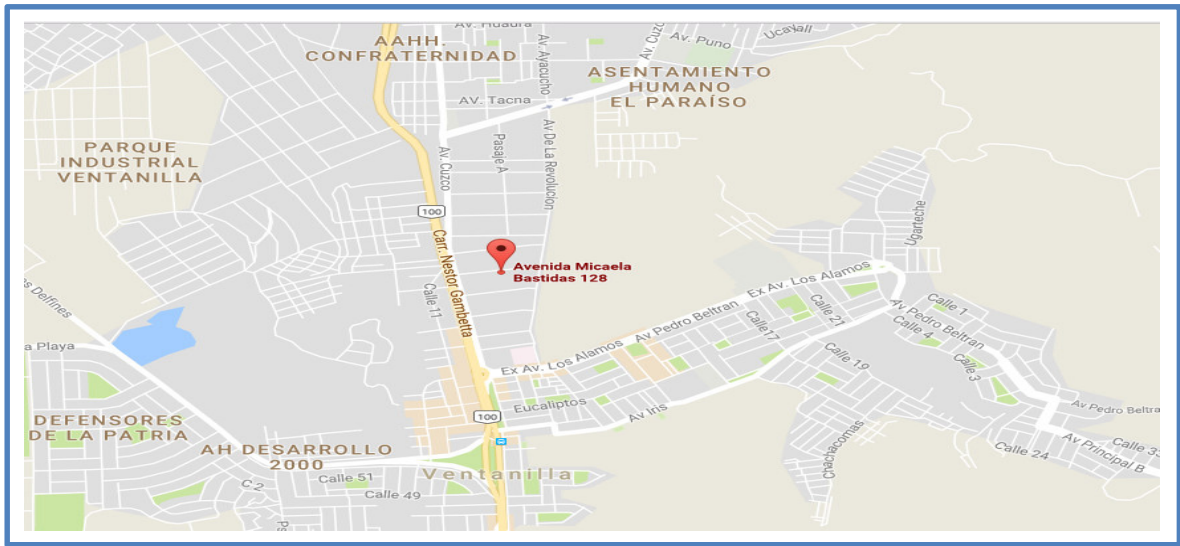 Av. Huaura
AAHH.
CONFRATERNIDAD
Av. Ayacucho
Av. Cuzco
Av. Puno
Ucayali
ASENTAMIENTO
HUMANO
EL PARAÍSO
AV. Tacna
PARQUE
INDUSTRIAL
VENTANILLA
Av. Cuzco
Pasaje A
Av De La Revolucion
100
Ugarteche
Carr. Nestor Gambetta
Calle 11
Avenida Micaela
Bastidas 128
Delfines
Ex Av. Los Alamos
Av Pedro Beltran
Ex Av. Los Alamos
Calle17
Calle 21
Calle 1
Av Pedro Beltran
Calle 4
Calle 3
Calle 19
a Playa
Eucaliptos
Av Iris
100
Av Pedro Beltra
DEFENSORES
DE LA PATRIA
AH DESARROLLO
2000
Ventanilla
Calle 51
Calle 49
C 2
Chachacomas
Calle 24
Av Principal B
Calle 33